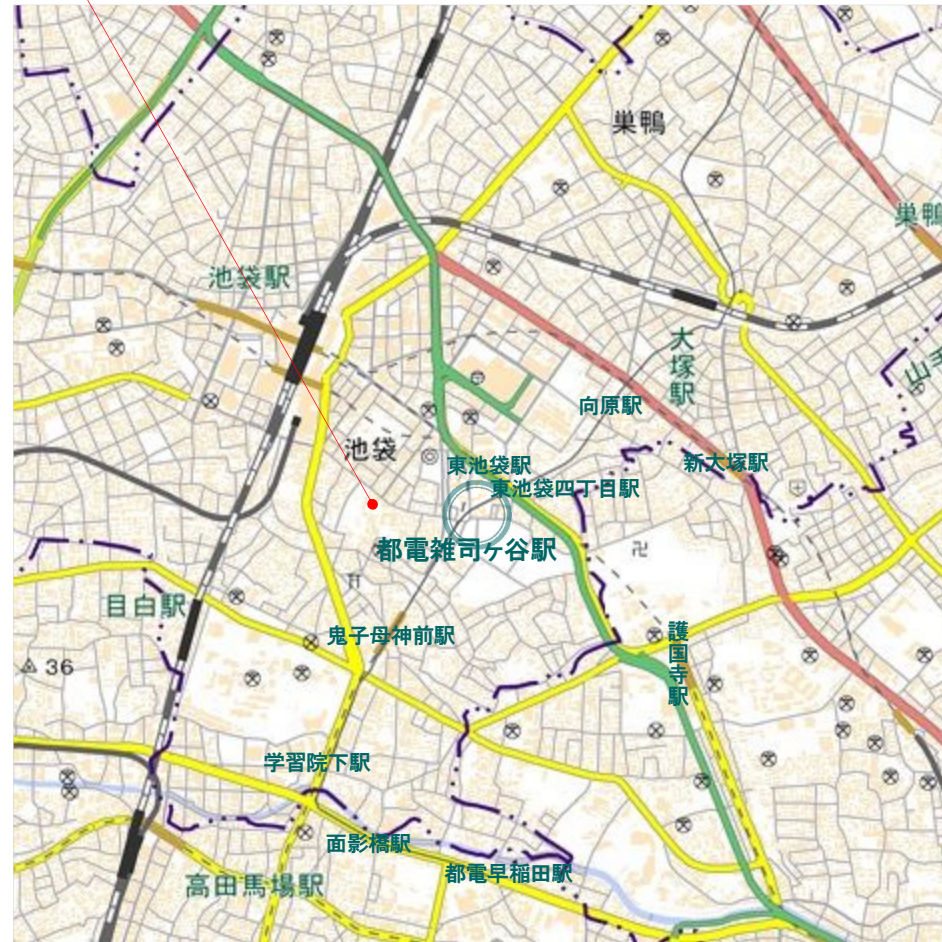 巣鴨
巣鴨
池袋駅
大塚駅
山手
向原駅
池袋
東池袋駅
新大塚駅
東池袋四丁目駅
都電雑司ヶ谷駅
目白駅
鬼子母神前駅
護国寺駅
36
学習院下駅
面影橋駅
都電早稲田駅
高田馬場駅